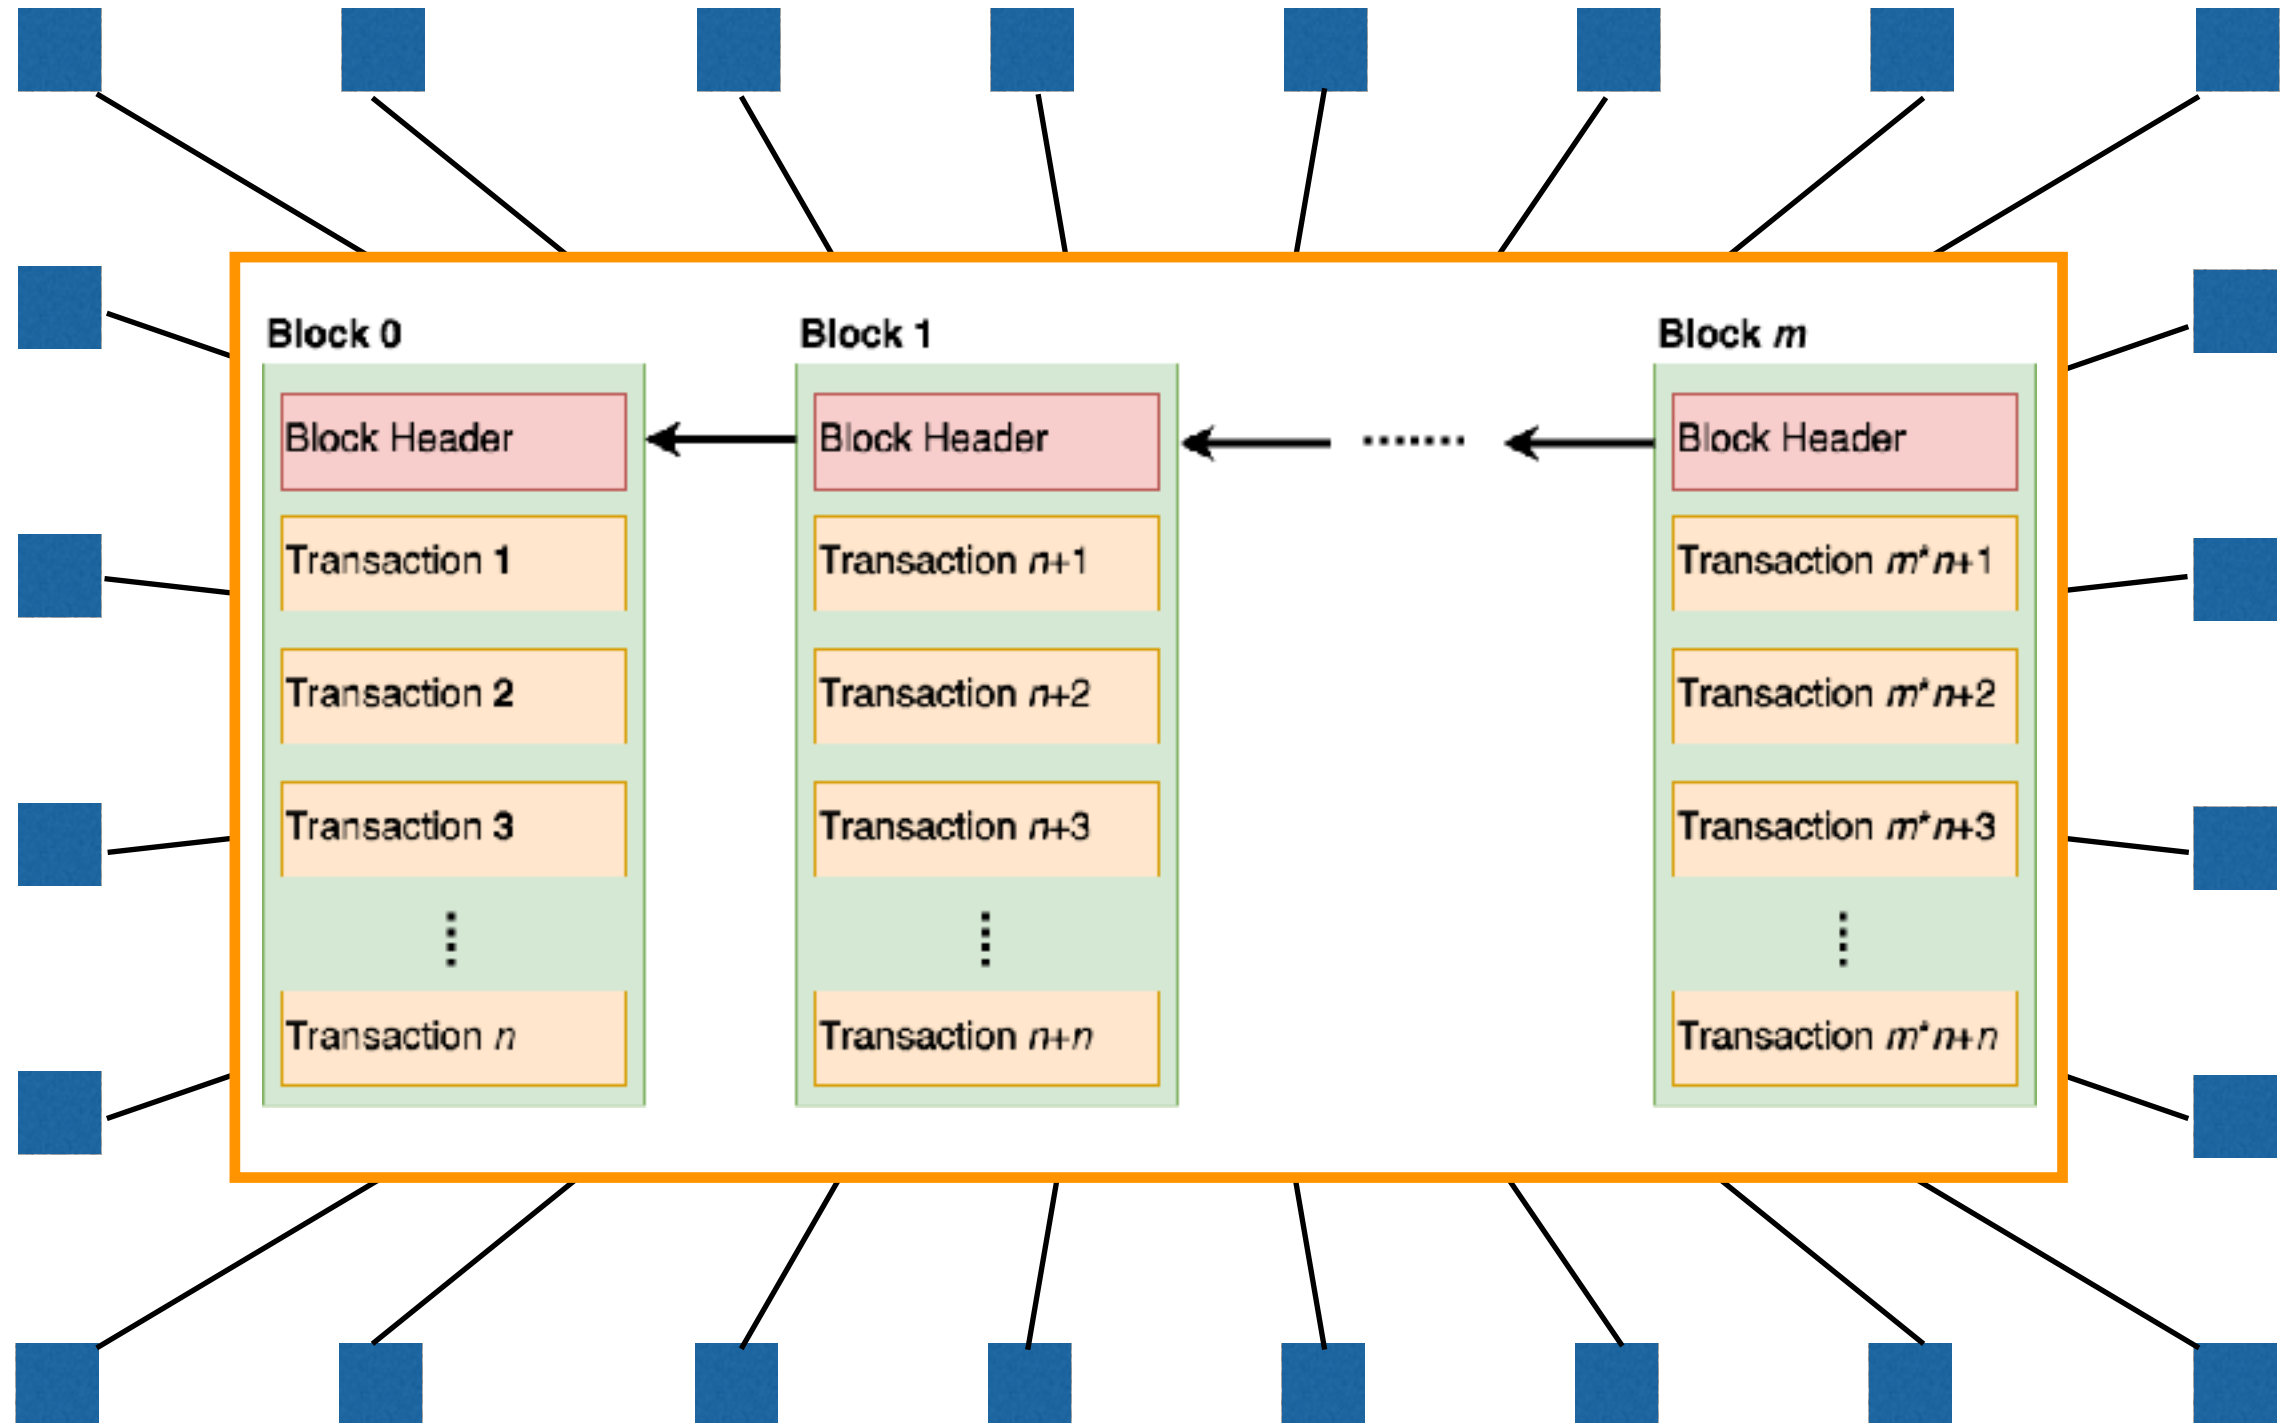 Block 0
Block Header
Transaction 1
Transaction 2
Transaction 3
Transaction n
Block 1
Block Header
Transaction n+1
Transaction n+2
Transaction n+3
Transaction n+n
Block m
Block Header
Transaction m*n+1
Transaction m*n+2
Transaction m*n+3
Transaction m*n+n